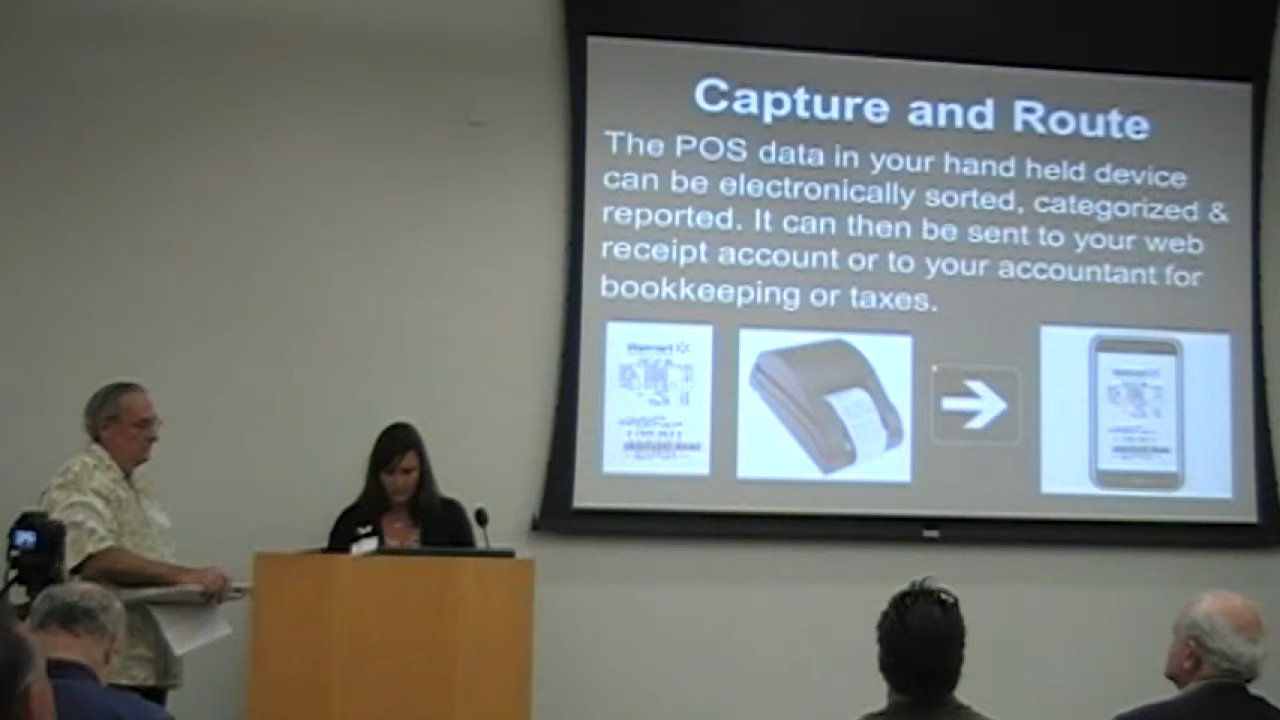 Capture and Route
The POS data in your hand held device
can be electronically sorted, categorized &
reported. It can then be sent to your web
receipt account or to your accountant for
bookkeeping or taxes.
Walmart